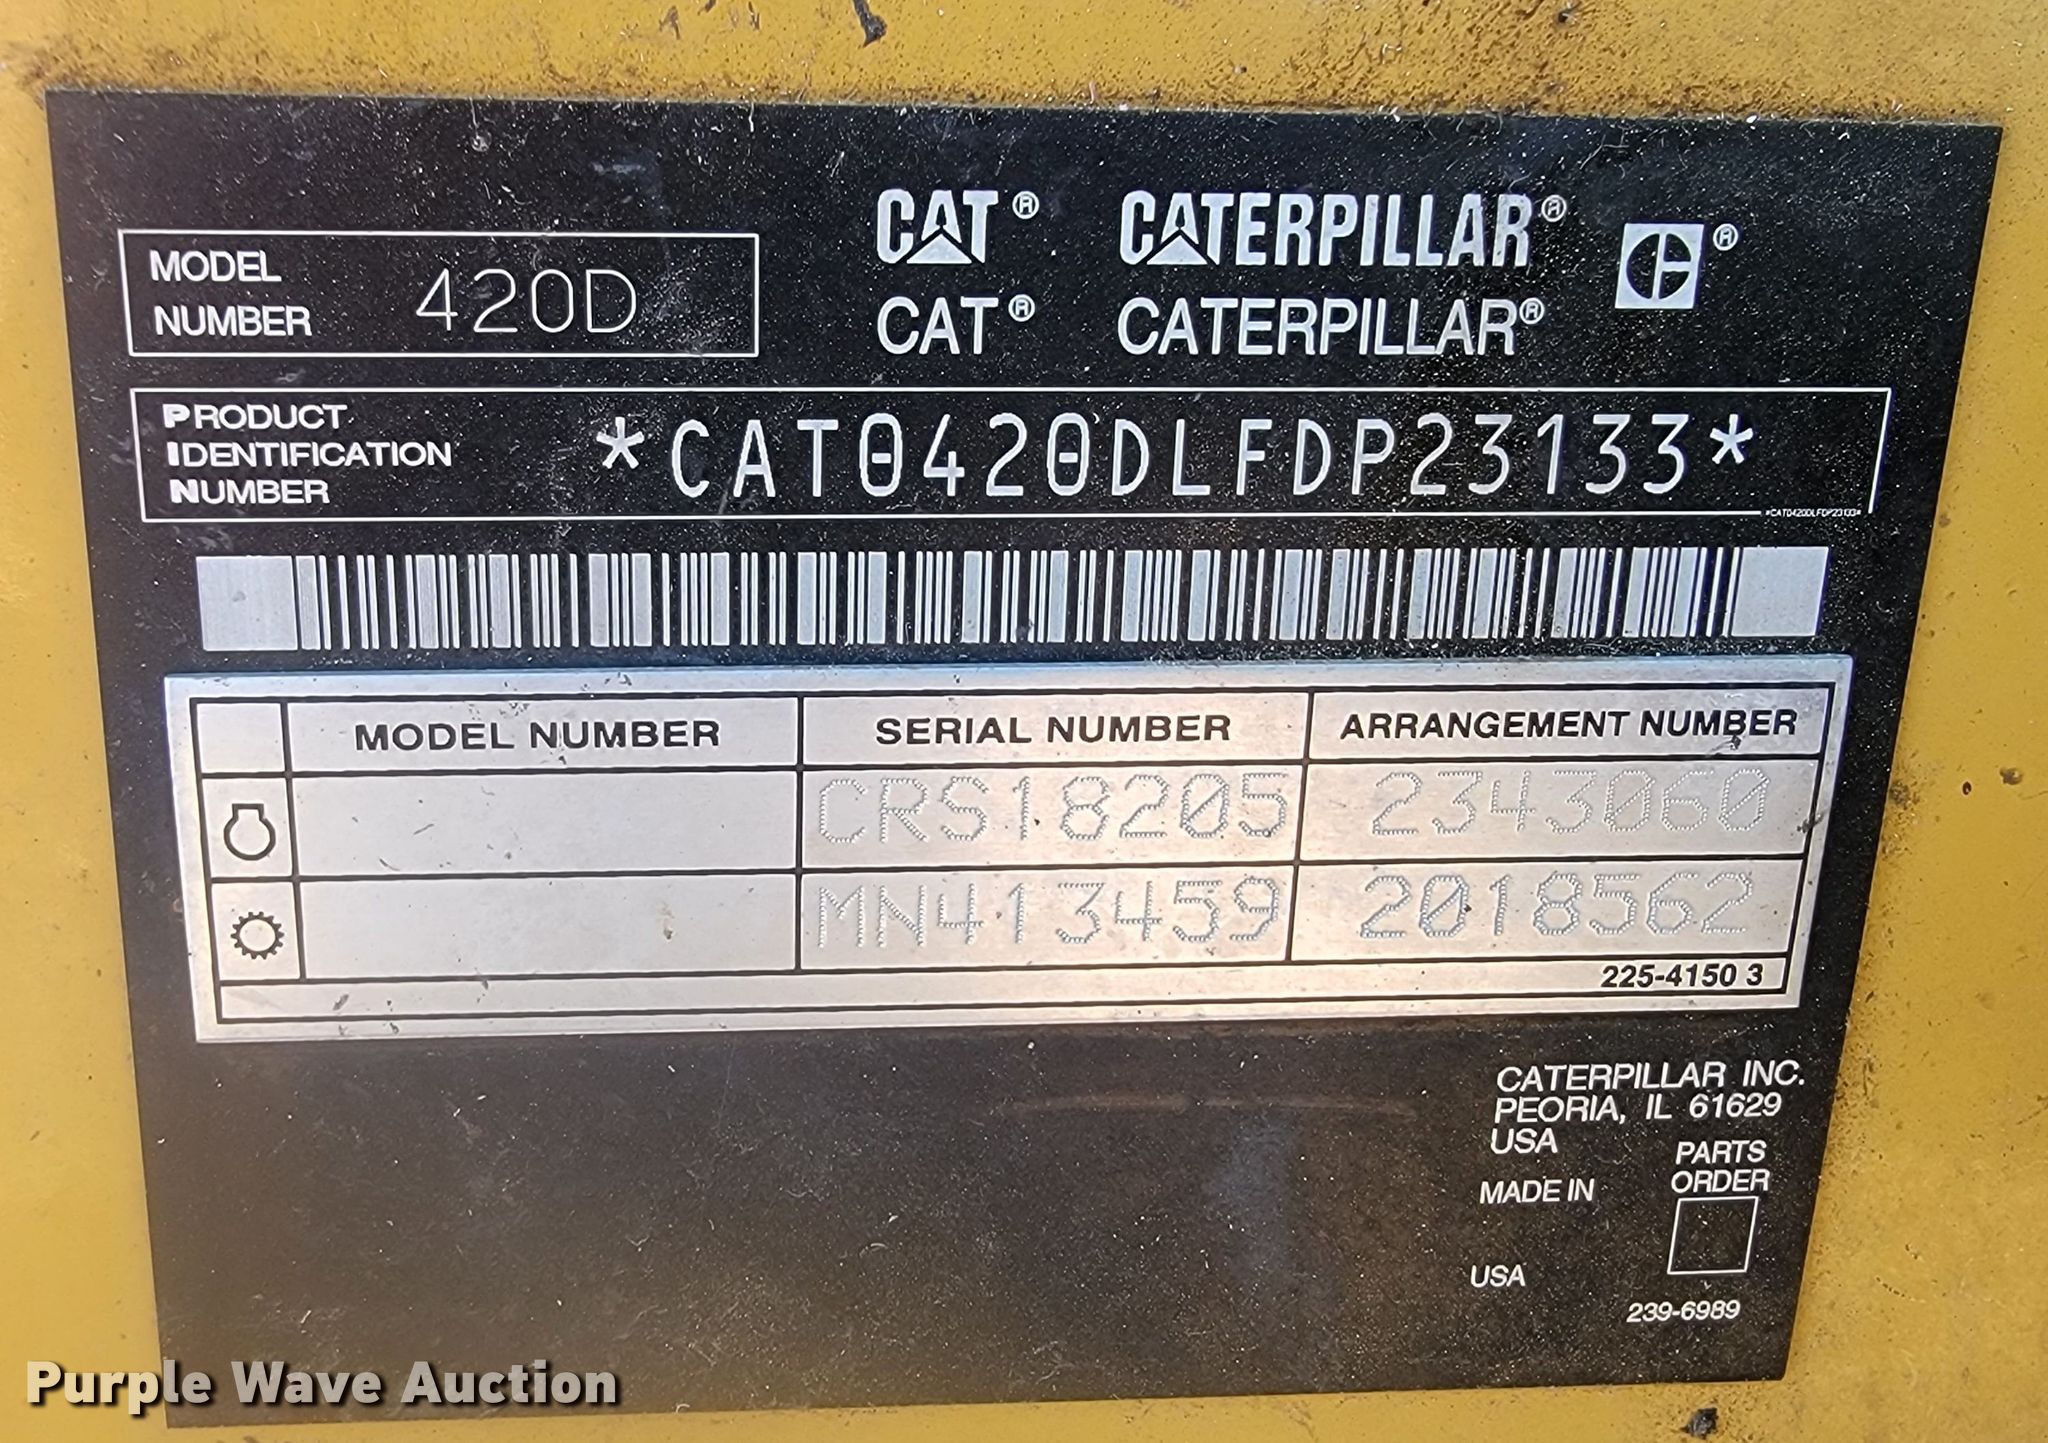 CAT® CATERPILLAR® ®
MODEL NUMBER 420D
CAT® CATERPILLAR®
PRODUCT IDENTIFICATION NUMBER *CAT0420DLFDP23133*
*CAT0420DLFDP23133*
MODEL NUMBER SERIAL NUMBER ARRANGEMENT NUMBER
CRS18205 2343060
MN413459 2018562
225-4150 3
CATERPILLAR INC.
PEORIA, IL 61629
USA
PARTS
ORDER
MADE IN
USA
239-6989
Purple Wave Auction